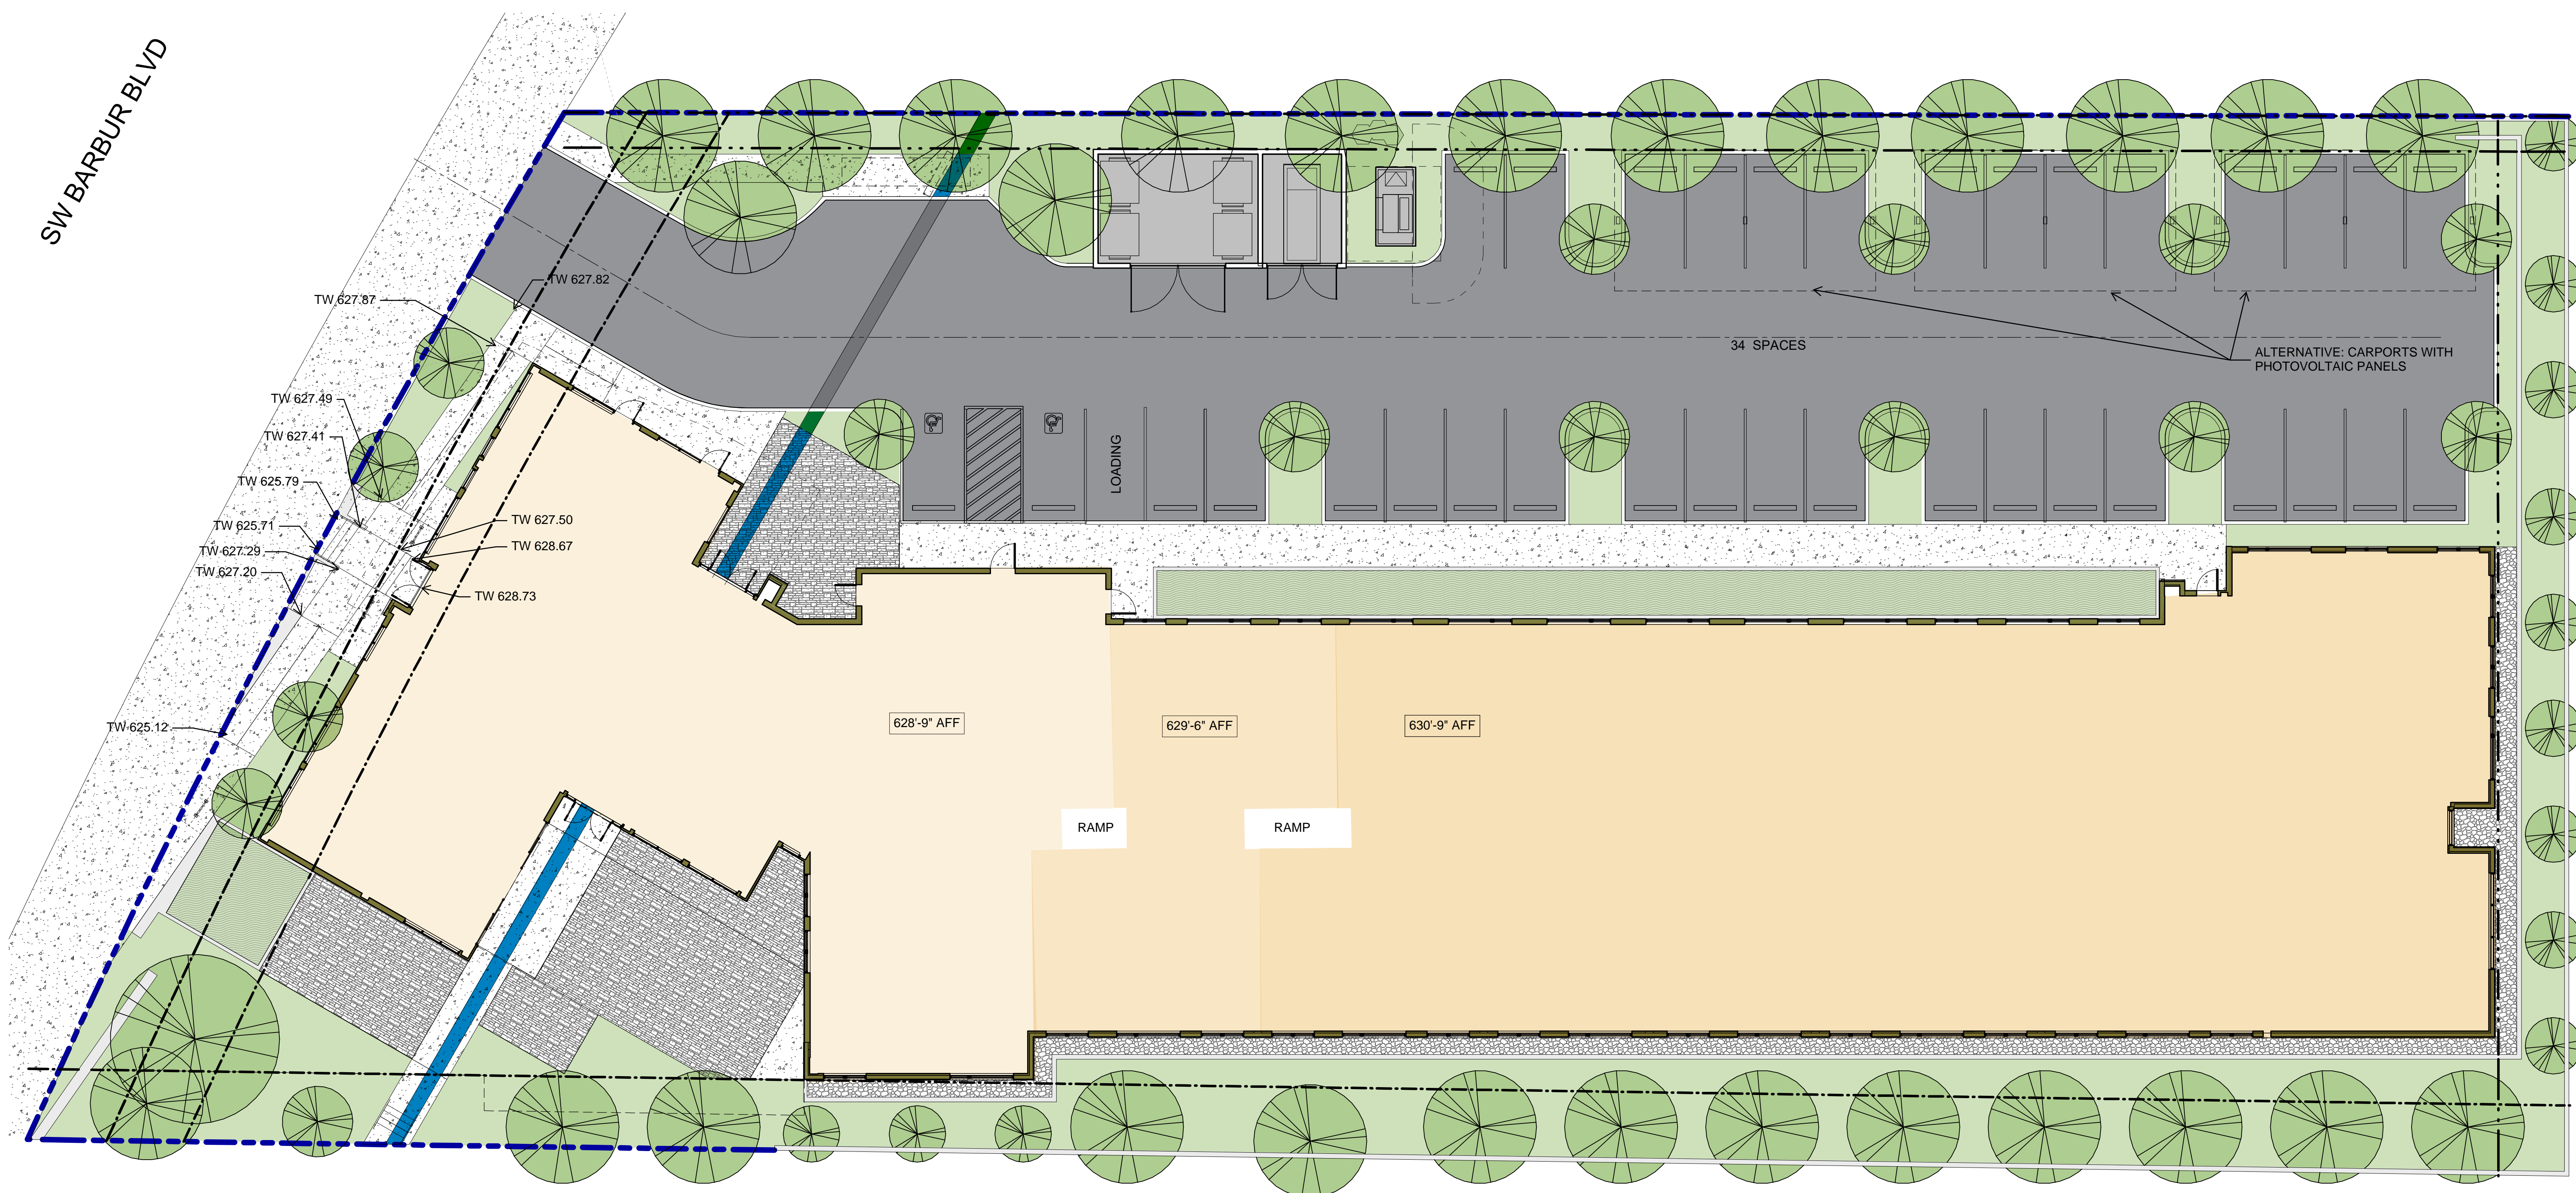 SW BARBUR BLVD
TW 627.82
TW 627.87
34 SPACES
ALTERNATIVE: CARPORTS WITH
PHOTOVOLTAIC PANELS
TW 627.49
TW 627.41
LOADING
TW 625.79
TW 625.71
TW 627.50
TW 627.29
TW 628.67
TW 627.20
TW 628.73
TW 625.12
628'-9" AFF
629'-6" AFF
630'-9" AFF
RAMP
RAMP